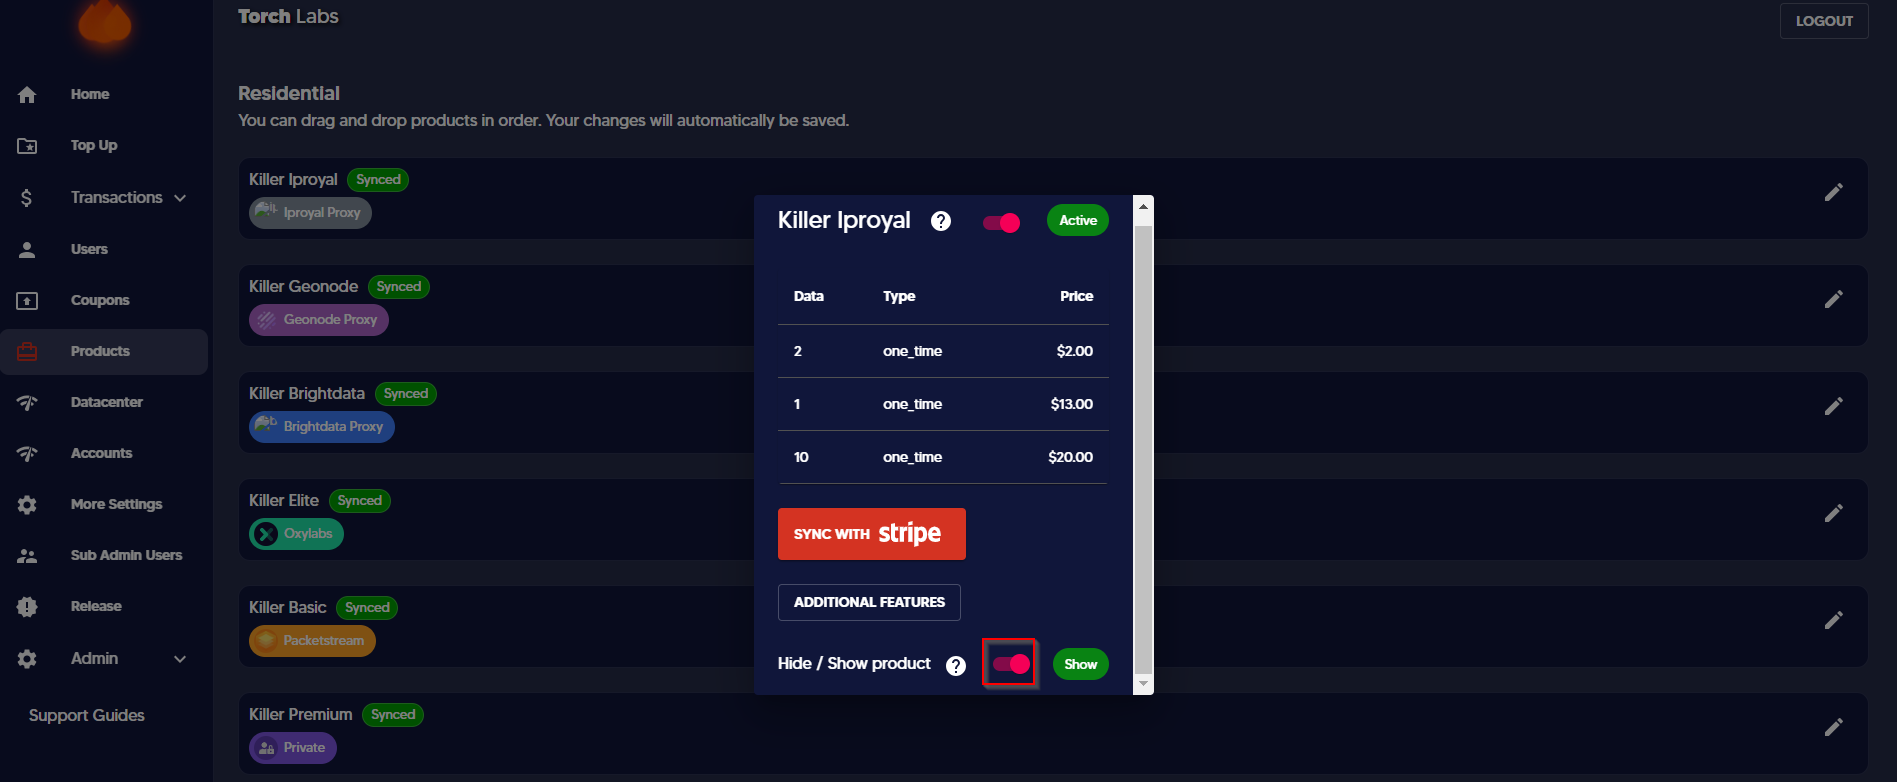 Torch Labs
LOGOUT
Home
Top Up
Transactions
Users
Coupons
Products
Datacenter
Accounts
More Settings
Sub Admin Users
Release
Admin
Support Guides
Residential
You can drag and drop products in order. Your changes will automatically be saved.
Killer Iproyal Synced
Iproyal Proxy
Killer Geonode Synced
Geonode Proxy
Killer Brightdata Synced
Brightdata Proxy
Killer Elite Synced
Oxylabs
Killer Basic Synced
Packetstream
Killer Premium Synced
Private
Killer Iproyal ? Active
Data Type Price
2 one_time $2.00
1 one_time $13.00
10 one_time $20.00
SYNC WITH stripe
ADDITIONAL FEATURES
Hide / Show product ? Show